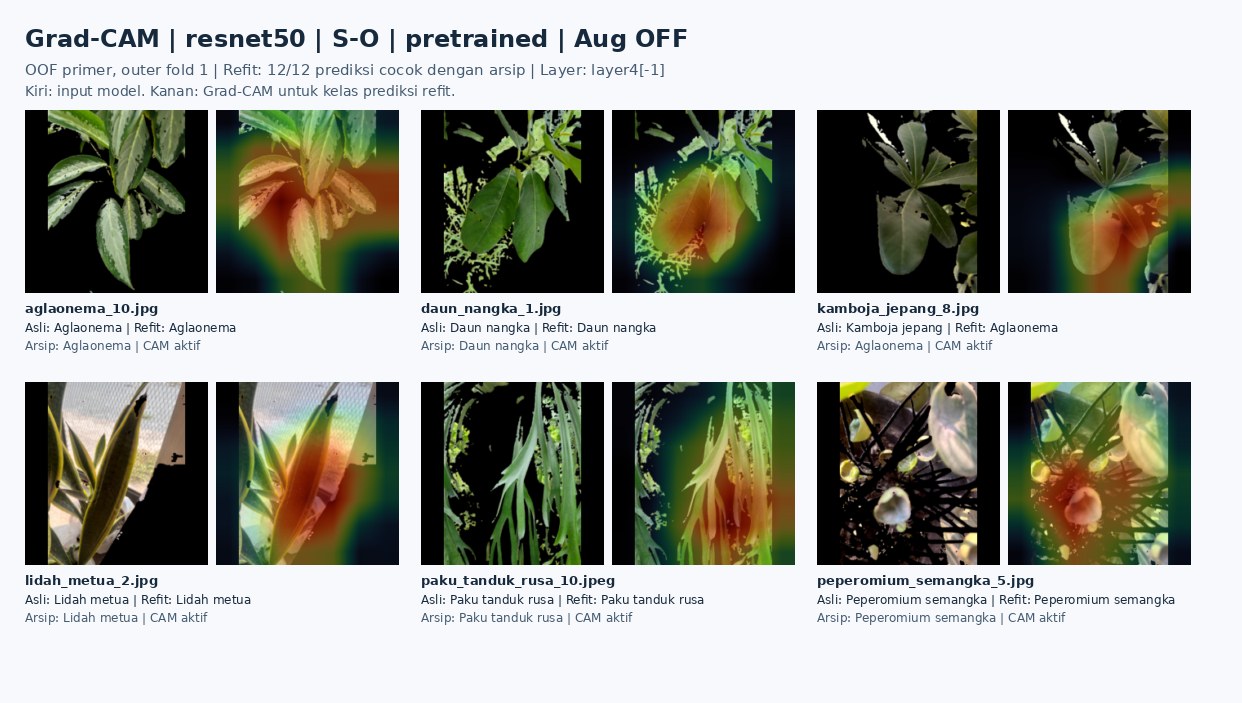 Grad-CAM | resnet50 | S-O | pretrained | Aug OFF
OOF primer, outer fold 1 | Refit: 12/12 prediksi cocok dengan arsip | Layer: layer4[-1]
Kiri: input model. Kanan: Grad-CAM untuk kelas prediksi refit.
aglaonema_10.jpg
Asli: Aglaonema | Refit: Aglaonema
Arsip: Aglaonema | CAM aktif
daun_nangka_1.jpg
Asli: Daun nangka | Refit: Daun nangka
Arsip: Daun nangka | CAM aktif
kamboja_jepang_8.jpg
Asli: Kamboja jepang | Refit: Aglaonema
Arsip: Aglaonema | CAM aktif
lidah_metua_2.jpg
Asli: Lidah metua | Refit: Lidah metua
Arsip: Lidah metua | CAM aktif
paku_tanduk_rusa_10.jpeg
Asli: Paku tanduk rusa | Refit: Paku tanduk rusa
Arsip: Paku tanduk rusa | CAM aktif
peperomium_semangka_5.jpg
Asli: Peperomium semangka | Refit: Peperomium semangka
Arsip: Peperomium semangka | CAM aktif